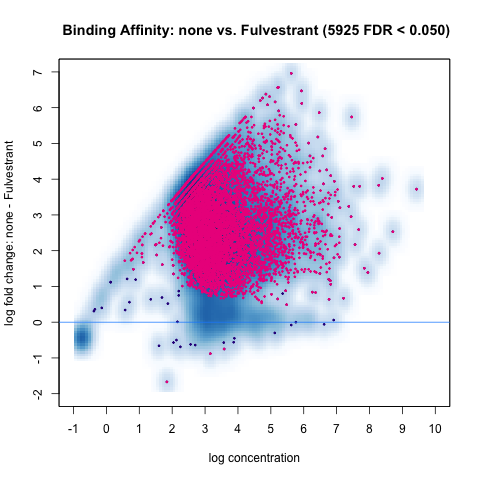 Binding Affinity: none vs. Fulvestrant (5925 FDR < 0.050)
log fold change: none - Fulvestrant
7
6
5
4
3
2
1
0
-1
-2
-1 0 1 2 3 4 5 6 7 8 9 10
log concentration